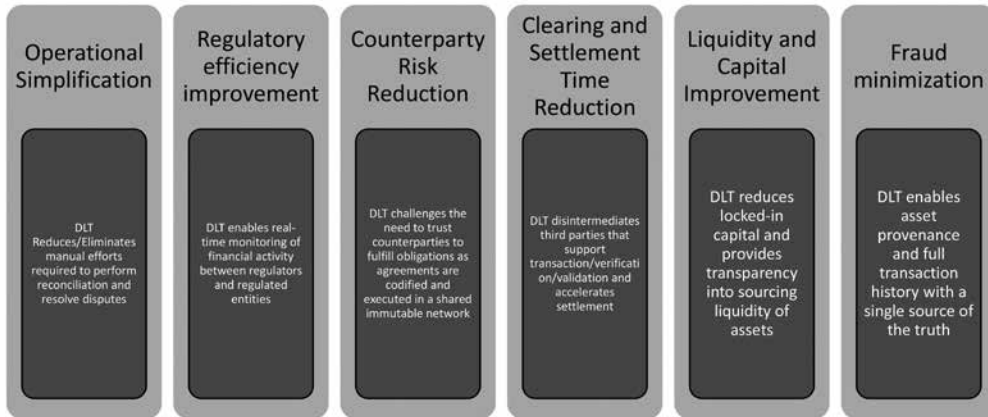 Operational
Simplification
DLT
Reduces/Eliminates
manual efforts
required to perform
reconciliation and
resolve disputes
Regulatory
efficiency
improvement
DLT enables real-
time monitoring of
financial activity
between regulators
and regulated
entities
Counterparty
Risk
Reduction
DLT challenges the
need to trust
counterparties to
fulfill obligations as
agreements are
codified and
executed in a shared
immutable network
Clearing and
Settlement
Time
Reduction
DLT disintermediates
third parties that
support
transaction/verificati
on/validation and
accelerates
settlement
Liquidity and
Capital
Improvement
DLT reduces
locked-in
capital and
provides
transparency
into sourcing
liquidity of
assets
Fraud
minimization
DLT enables
asset
provenance
and full
transaction
history with a
single source of
the truth